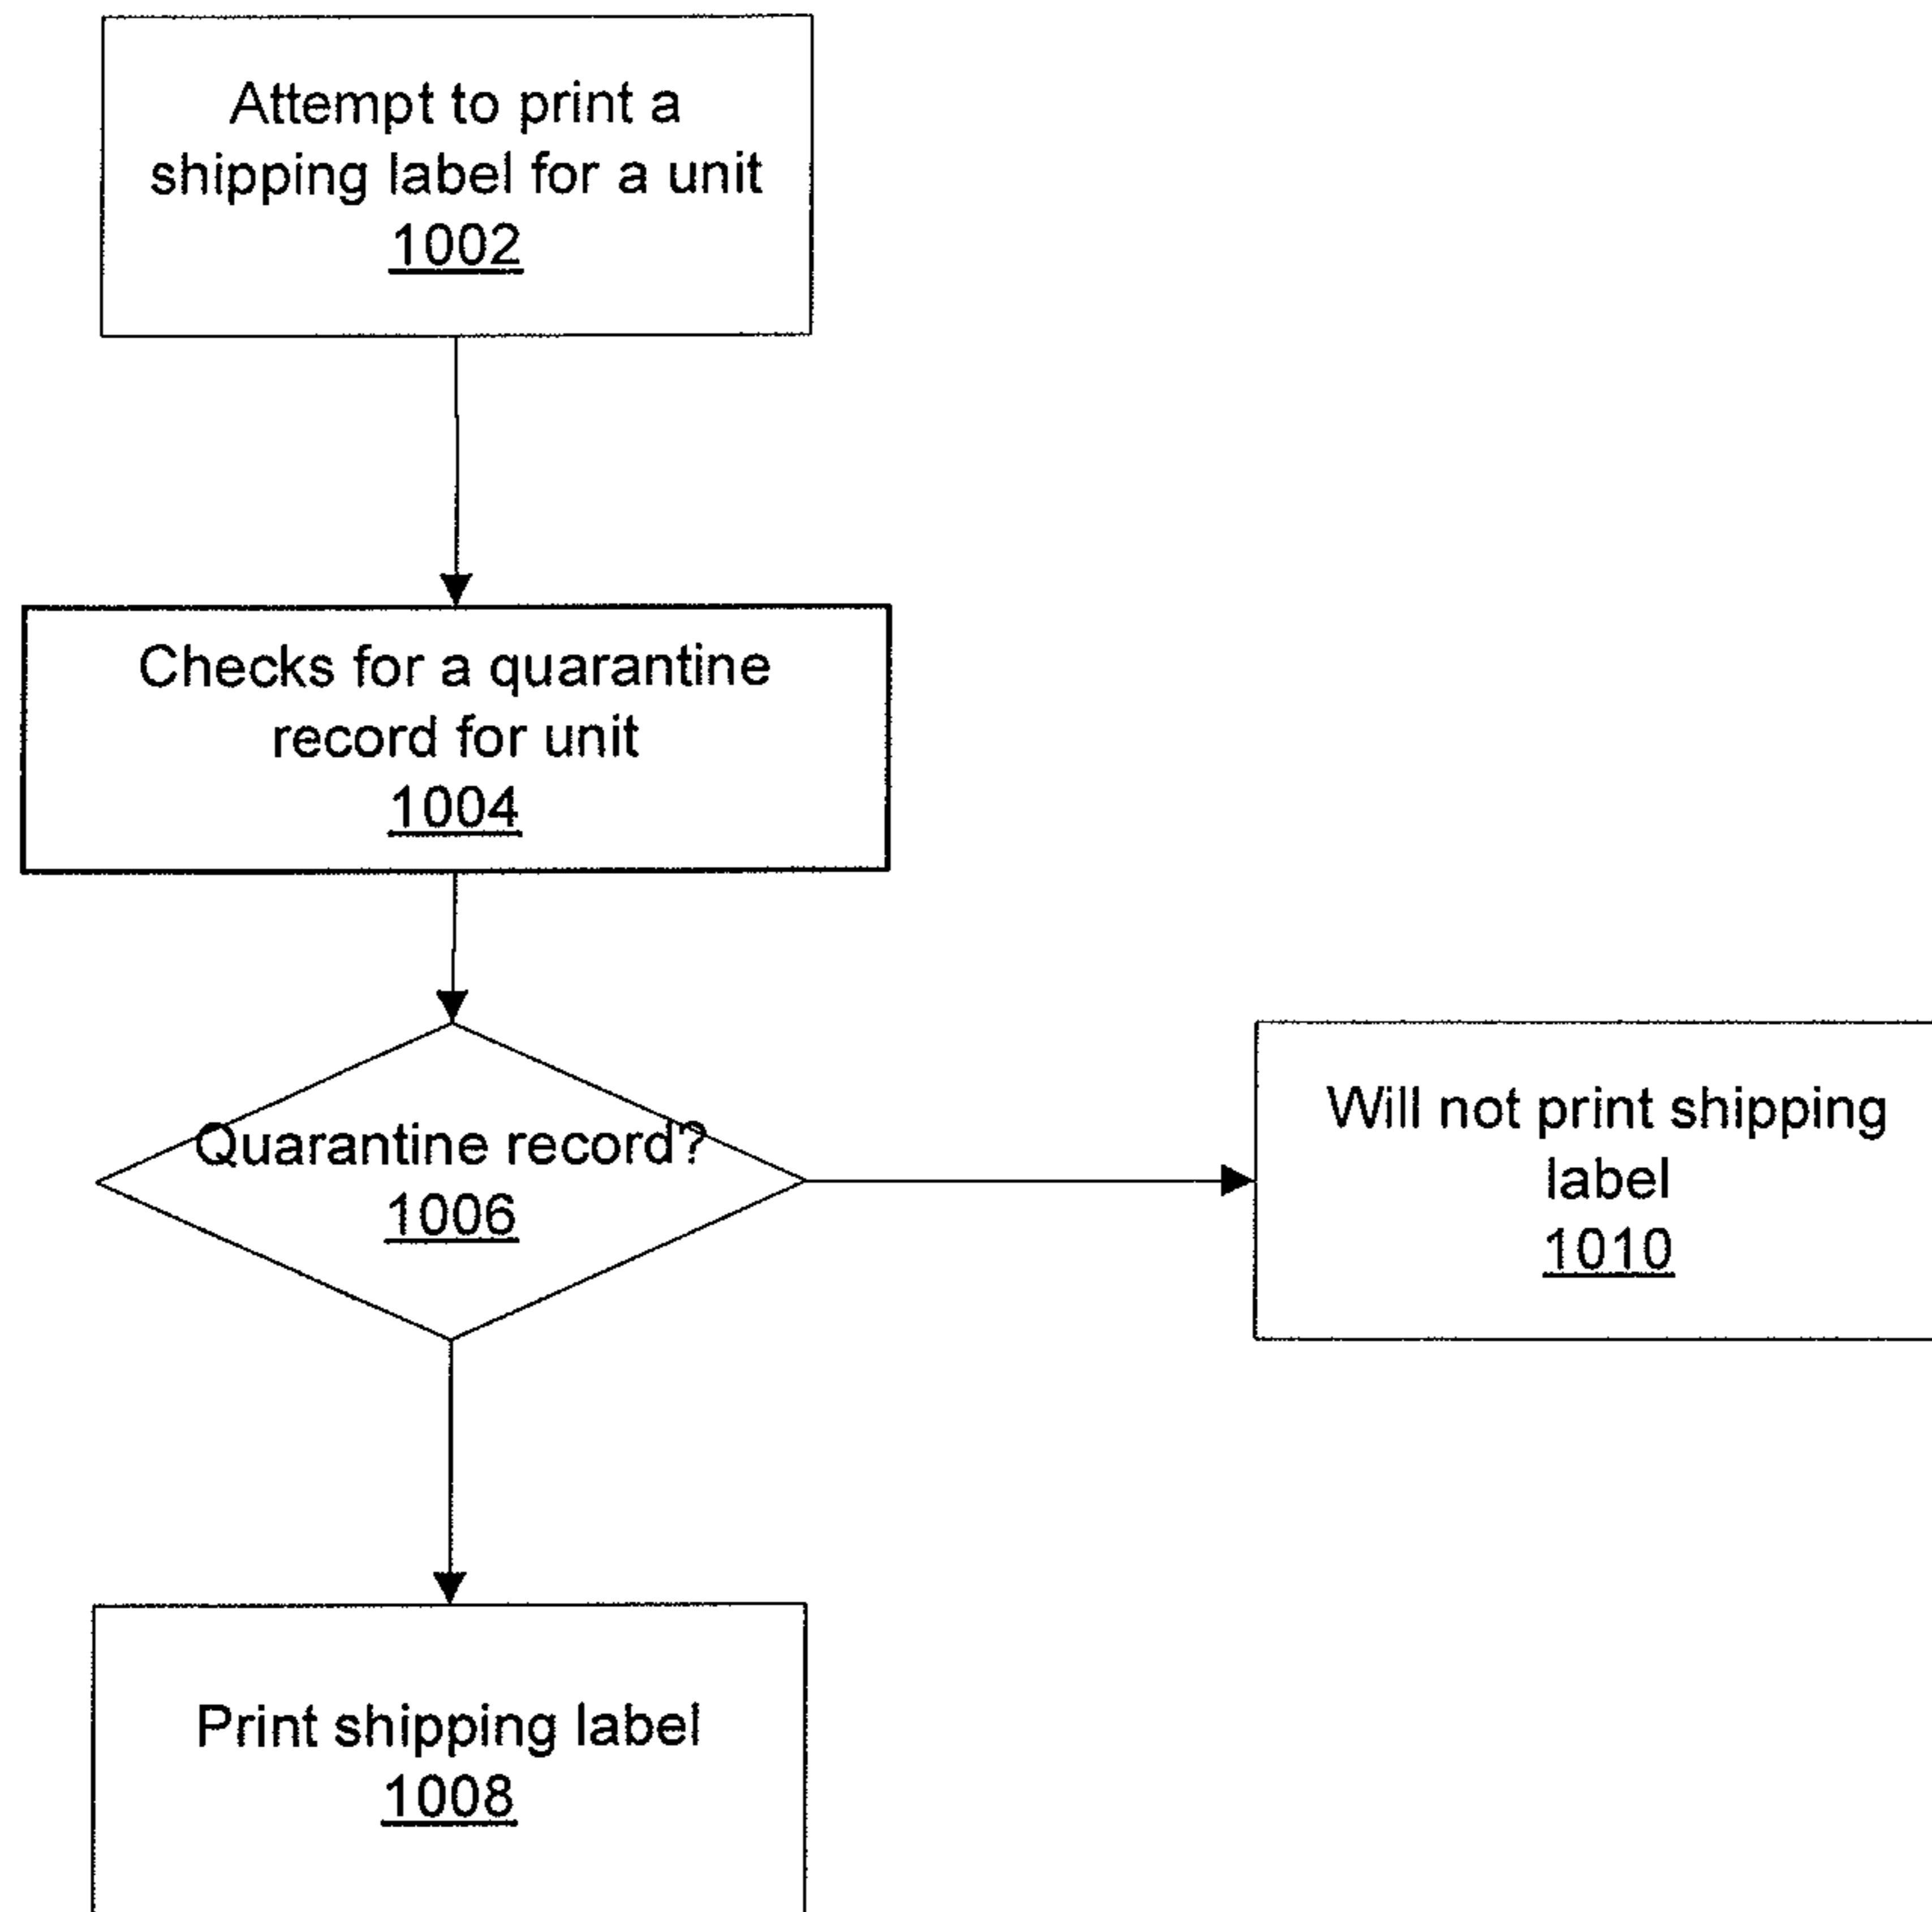 Attempt to print a
shipping label for a unit
1002
Checks for a quarantine
record for unit
1004
Quarantine record?
1006
Will not print shipping
label
1010
Print shipping label
1008